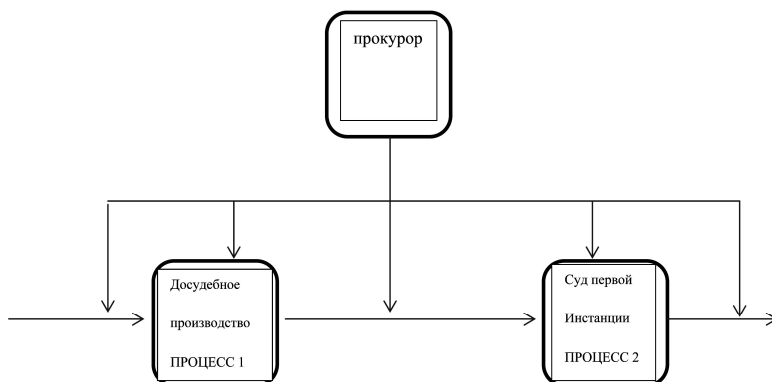 прокурор
Досудебное
производство
ПРОЦЕСС 1
Суд первой
Инстанции
ПРОЦЕСС 2